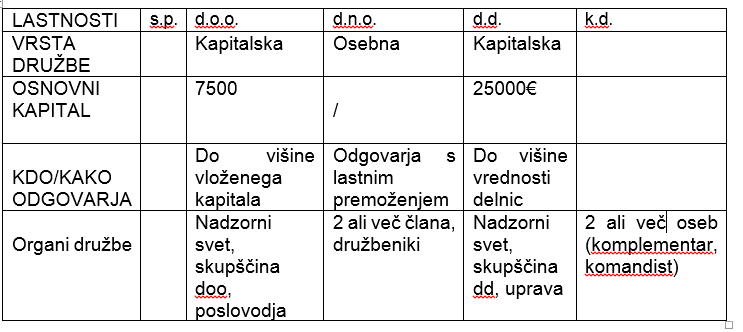 LASTNOSTI s.p. d.o.o. d.n.o. d.d. k.d.
VRSTA Kapitalska Osebna Kapitalska
DRUŽBE
OSNOVNI 7500 25000€
KAPITAL /
Do višine Odgovarja s Do višine
KDO/KAKO vloženega lastnim vrednosti
ODGOVARJA kapitala premoženjem delnic
Nadzorni 2 ali več člana, Nadzorni 2 ali več oseb
Organi družbe svet, družbeniki svet, (komplementar,
skupščina skupščina komandist)
doo, dd, uprava
poslovodja